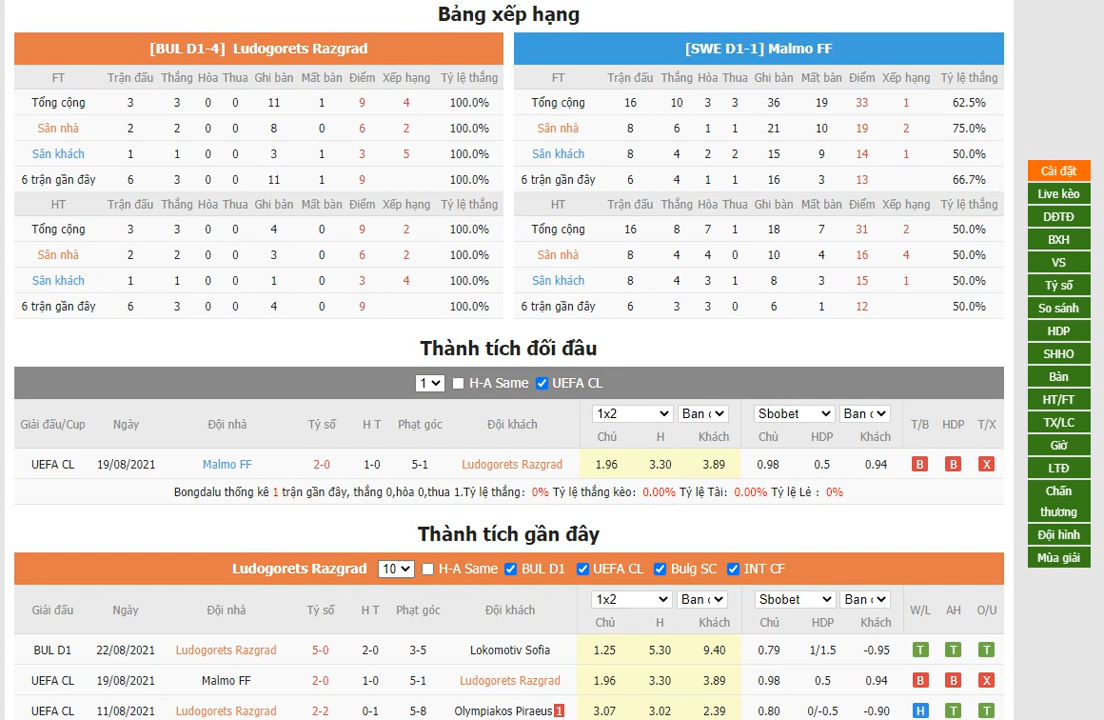 Bảng xếp hạng
[BUL D1-4] Ludogorets Razgrad
FT Trận đấu Thắng Hòa Thua Ghi bàn Mất bàn Điểm Xếp hạng Tỷ lệ thắng
Tổng cộng 3 3 0 0 11 1 9 4 100.0%
Sân nhà 2 2 0 0 8 0 6 2 100.0%
Sân khách 1 1 0 0 3 1 3 5 100.0%
6 trận gần đây 6 3 0 0 11 1 9 100.0%
HT Trận đấu Thắng Hòa Thua Ghi bàn Mất bàn Điểm Xếp hạng Tỷ lệ thắng
Tổng cộng 3 3 0 0 4 0 9 2 100.0%
Sân nhà 2 2 0 0 3 0 6 2 100.0%
Sân khách 1 1 0 0 1 0 3 4 100.0%
6 trận gần đây 6 3 0 0 4 0 9 100.0%
[SWE D1-1] Malmo FF
FT Trận đấu Thắng Hòa Thua Ghi bàn Mất bàn Điểm Xếp hạng Tỷ lệ thắng
Tổng cộng 16 10 3 3 36 19 33 1 62.5%
Sân nhà 8 6 1 1 21 10 19 2 75.0%
Sân khách 8 4 2 2 15 9 14 1 50.0%
6 trận gần đây 6 4 1 1 16 3 13 66.7%
HT Trận đấu Thắng Hòa Thua Ghi bàn Mất bàn Điểm Xếp hạng Tỷ lệ thắng
Tổng cộng 16 8 7 1 18 7 31 2 50.0%
Sân nhà 8 4 4 0 10 4 16 4 50.0%
Sân khách 8 4 3 1 8 3 15 1 50.0%
6 trận gần đây 6 3 3 0 6 1 12 50.0%
Thành tích đối đầu
1 H-A Same UEFA CL
Giải đấu/Cup Ngày Đội nhà Tỷ số H T Phạt góc Đội khách 1x2 Ban c Sbobet Ban c T/B HDP T/X
Chủ H Khách Chủ HDP Khách
UEFA CL 19/08/2021 Malmo FF 2-0 1-0 5-1 Ludogorets Razgrad 1.96 3.30 3.89 0.98 0.5 0.94 B B X
Bongdalu thống kê 1 trận gần đây, thắng 0,hòa 0,thua 1.Tỷ lệ thắng: 0% Tỷ lệ thắng kèo: 0.00% Tỷ lệ Tài: 0.00% Tỷ lệ Lẻ : 0%
Thành tích gần đây
Ludogorets Razgrad 10 H-A Same BUL D1 UEFA CL Bulg SC INT CF
Giải đấu Ngày Đội nhà Tỷ số H T Phạt góc Đội khách 1x2 Ban c Sbobet Ban c W/L AH O/U
Chủ H Khách Chủ HDP Khách
BUL D1 22/08/2021 Ludogorets Razgrad 5-0 2-0 3-5 Lokomotiv Sofia 1.25 5.30 9.40 0.79 1/1.5 -0.95 T T T
UEFA CL 19/08/2021 Malmo FF 2-0 1-0 5-1 Ludogorets Razgrad 1.96 3.30 3.89 0.98 0.5 0.94 B B X
UEFA CL 11/08/2021 Ludogorets Razgrad 2-2 0-1 5-8 Olympiakos Piraeus 1 3.07 3.02 2.39 0.80 0/-0.5 -0.90 H T T
Cài đặt
Live kèo
DĐTĐ
BXH
VS
Tỷ số
So sánh
HDP
SHHO
Bàn
HT/FT
TX/LC
Giờ
LTĐ
Chấn
thương
Đội hình
Mùa giải